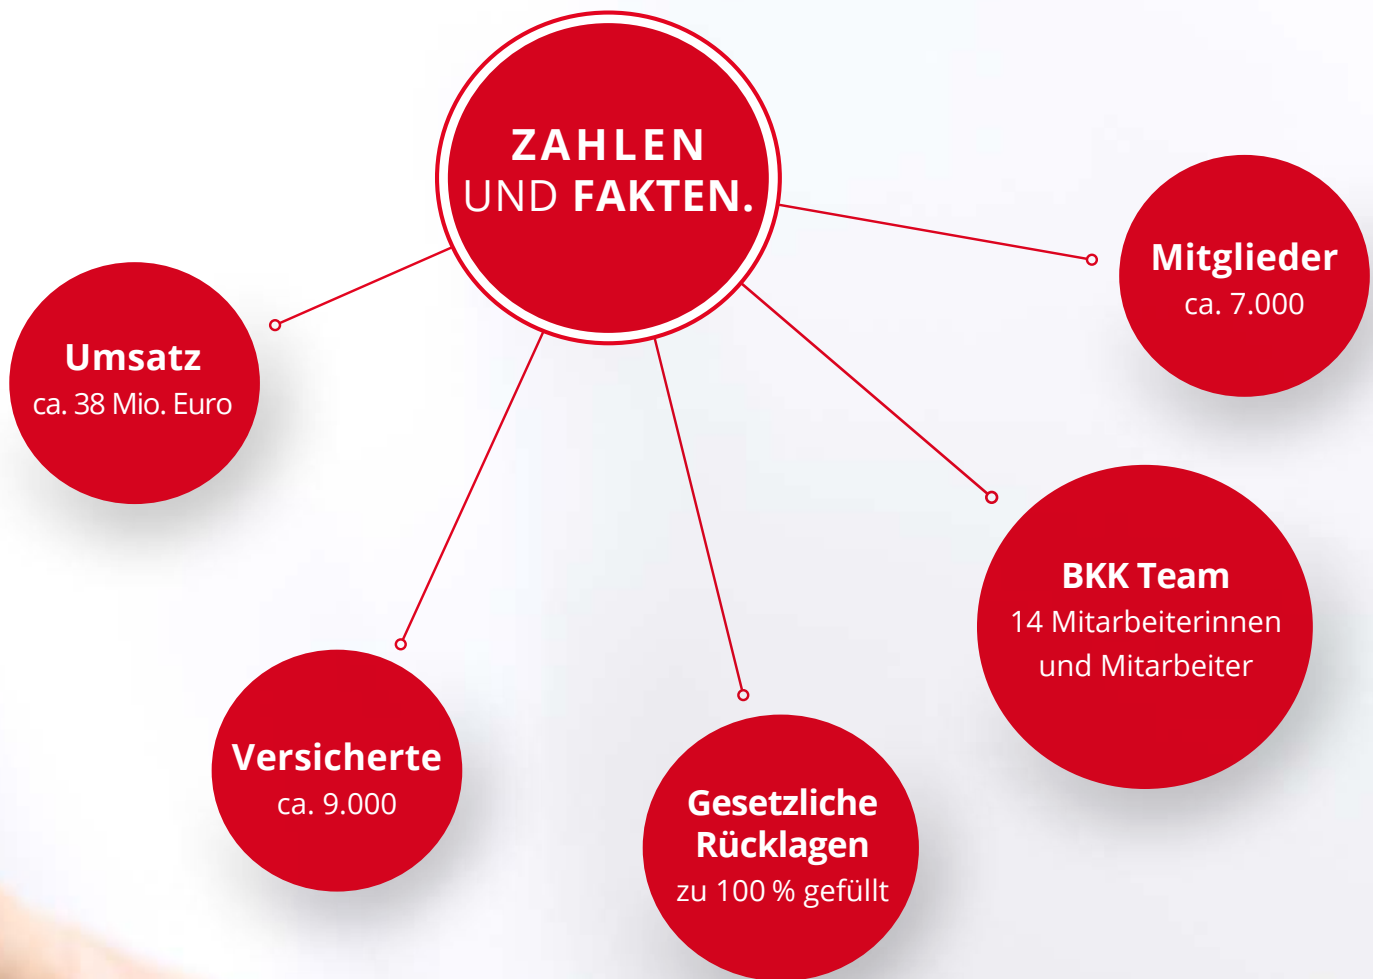 ZAHLEN
UND FAKTEN.
Mitglieder
ca. 7.000
Umsatz
ca. 38 Mio. Euro
BKK Team
14 Mitarbeiterinnen
und Mitarbeiter
Versicherte
ca. 9.000
Gesetzliche
Rücklagen
zu 100 % gefüllt